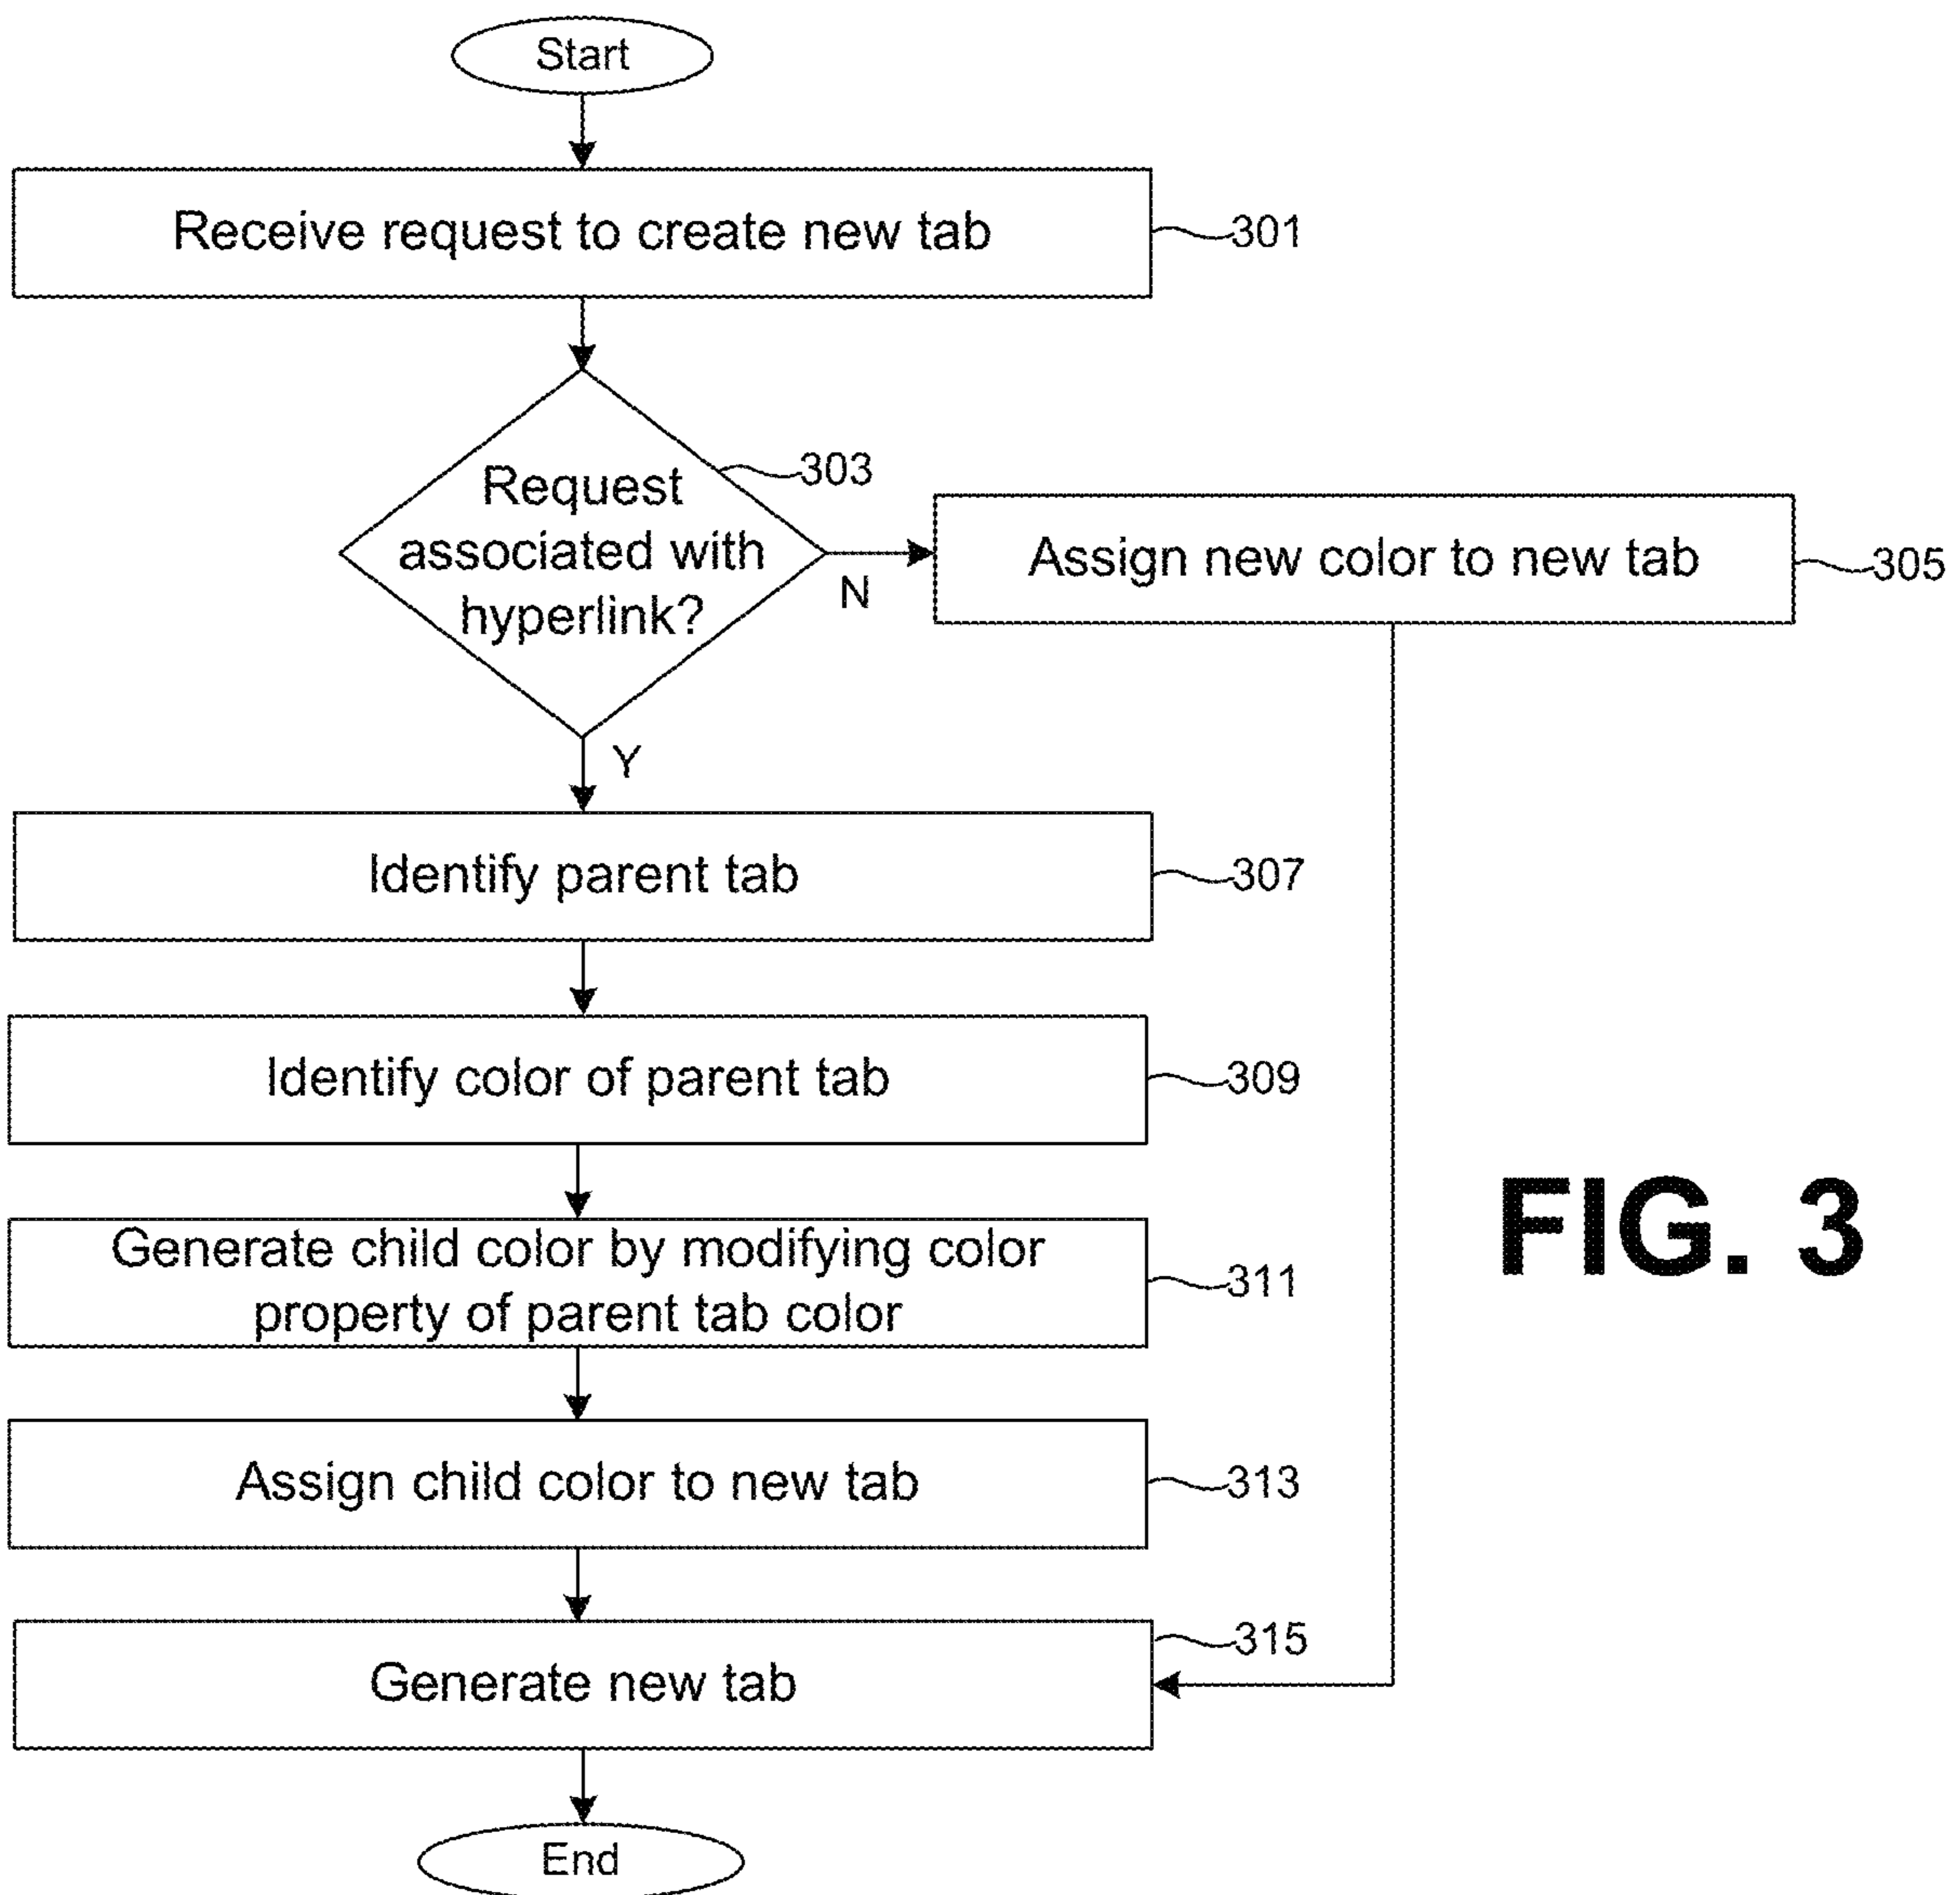 Start
Receive request to create new tab
301
Request
associated with
hyperlink?
303
N
Assign new color to new tab
305
Y
Identify parent tab
307
Identify color of parent tab
309
Generate child color by modifying color
property of parent tab color
311
Assign child color to new tab
313
Generate new tab
315
End
FIG. 3